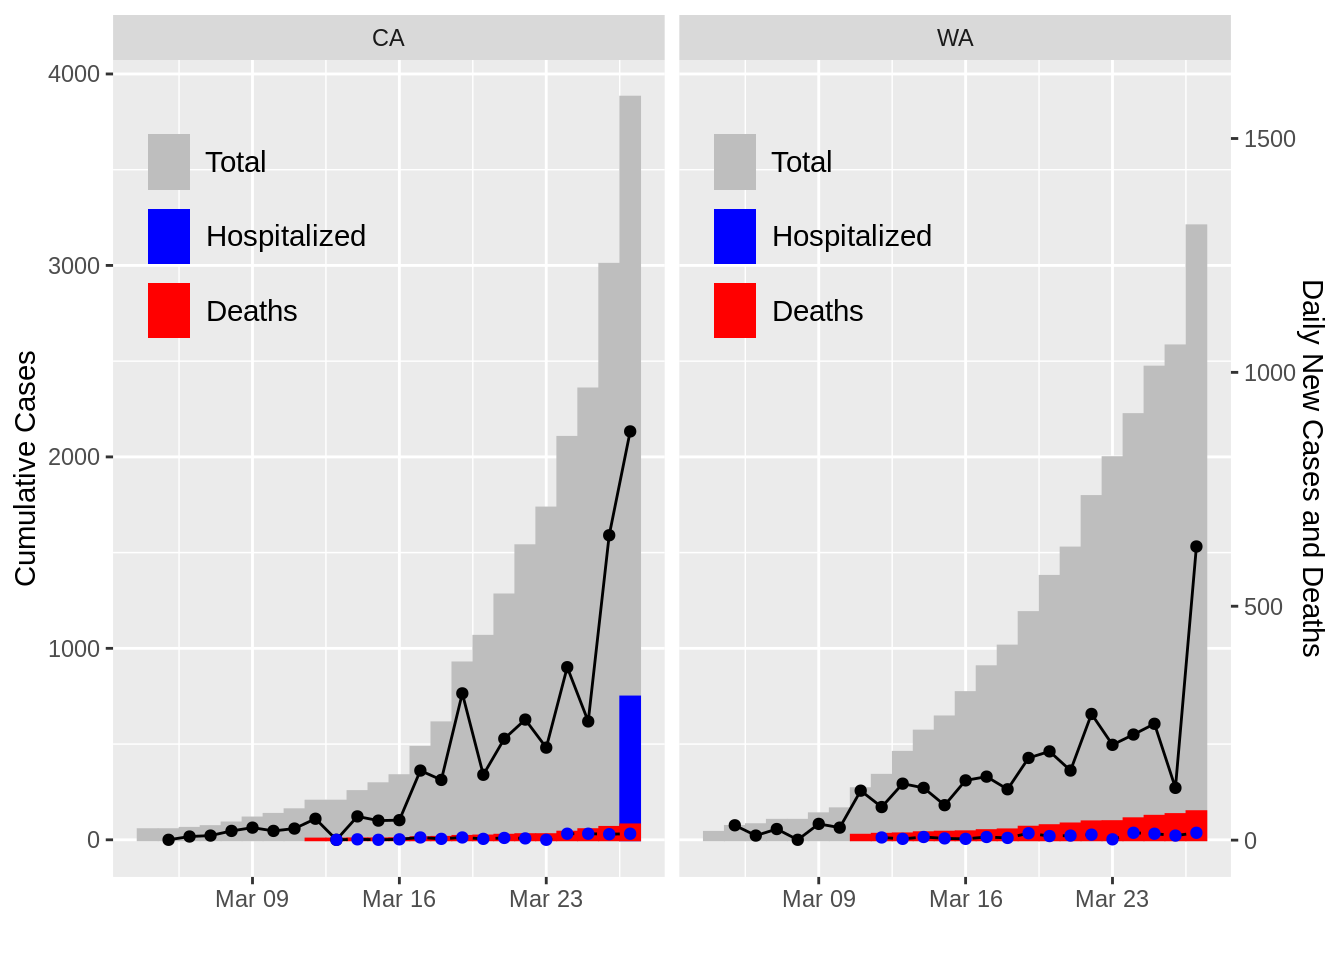 CA
WA
4000
3000
2000
1000
0
Cumulative Cases
Total
Hospitalized
Deaths
Total
Hospitalized
Deaths
1500
1000
500
0
Daily New Cases and Deaths
Mar 09
Mar 16
Mar 23
Mar 09
Mar 16
Mar 23